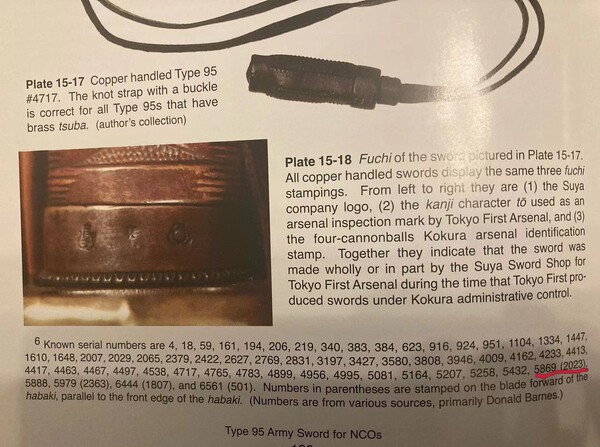 Plate 15-17 Copper handled Type 95
#4717. The knot strap with a buckle
is correct for all Type 95s that have
brass tsuba. (author's collection)
Plate 15-18 Fuchi of the sword pictured in Plate 15-17.
All copper handled swords display the same three fuchi
stampings. From left to right they are (1) the Suya
company logo, (2) the kanji character tō used as an
arsenal inspection mark by Tokyo First Arsenal, and (3)
the four-cannonballs Kokura arsenal identification
stamp. Together they indicate that the sword was
made wholly or in part by the Suya Sword Shop for
Tokyo First Arsenal during the time that Tokyo First pro-
duced swords under Kokura administrative control.
6 Known serial numbers are 4, 18, 59, 161, 194, 206, 219, 340, 383, 384, 623, 916, 924, 951, 1104, 1334, 1447,
1610, 1648, 2007, 2029, 2065, 2379, 2422, 2627, 2769, 2831, 3197, 3427, 3580, 3808, 3946, 4009, 4162, 4233, 4413,
4417, 4463, 4467, 4497, 4538, 4717, 4765, 4783, 4899, 4956, 4995, 5081, 5164, 5207, 5258, 5432, 5869 (2023),
5888, 5979 (2363), 6444 (1807), and 6561 (501). Numbers in parentheses are stamped on the blade forward of the
habaki, parallel to the front edge of the habaki. (Numbers are from various sources, primarily Donald Barnes.)
Type 95 Army Sword for NCOs